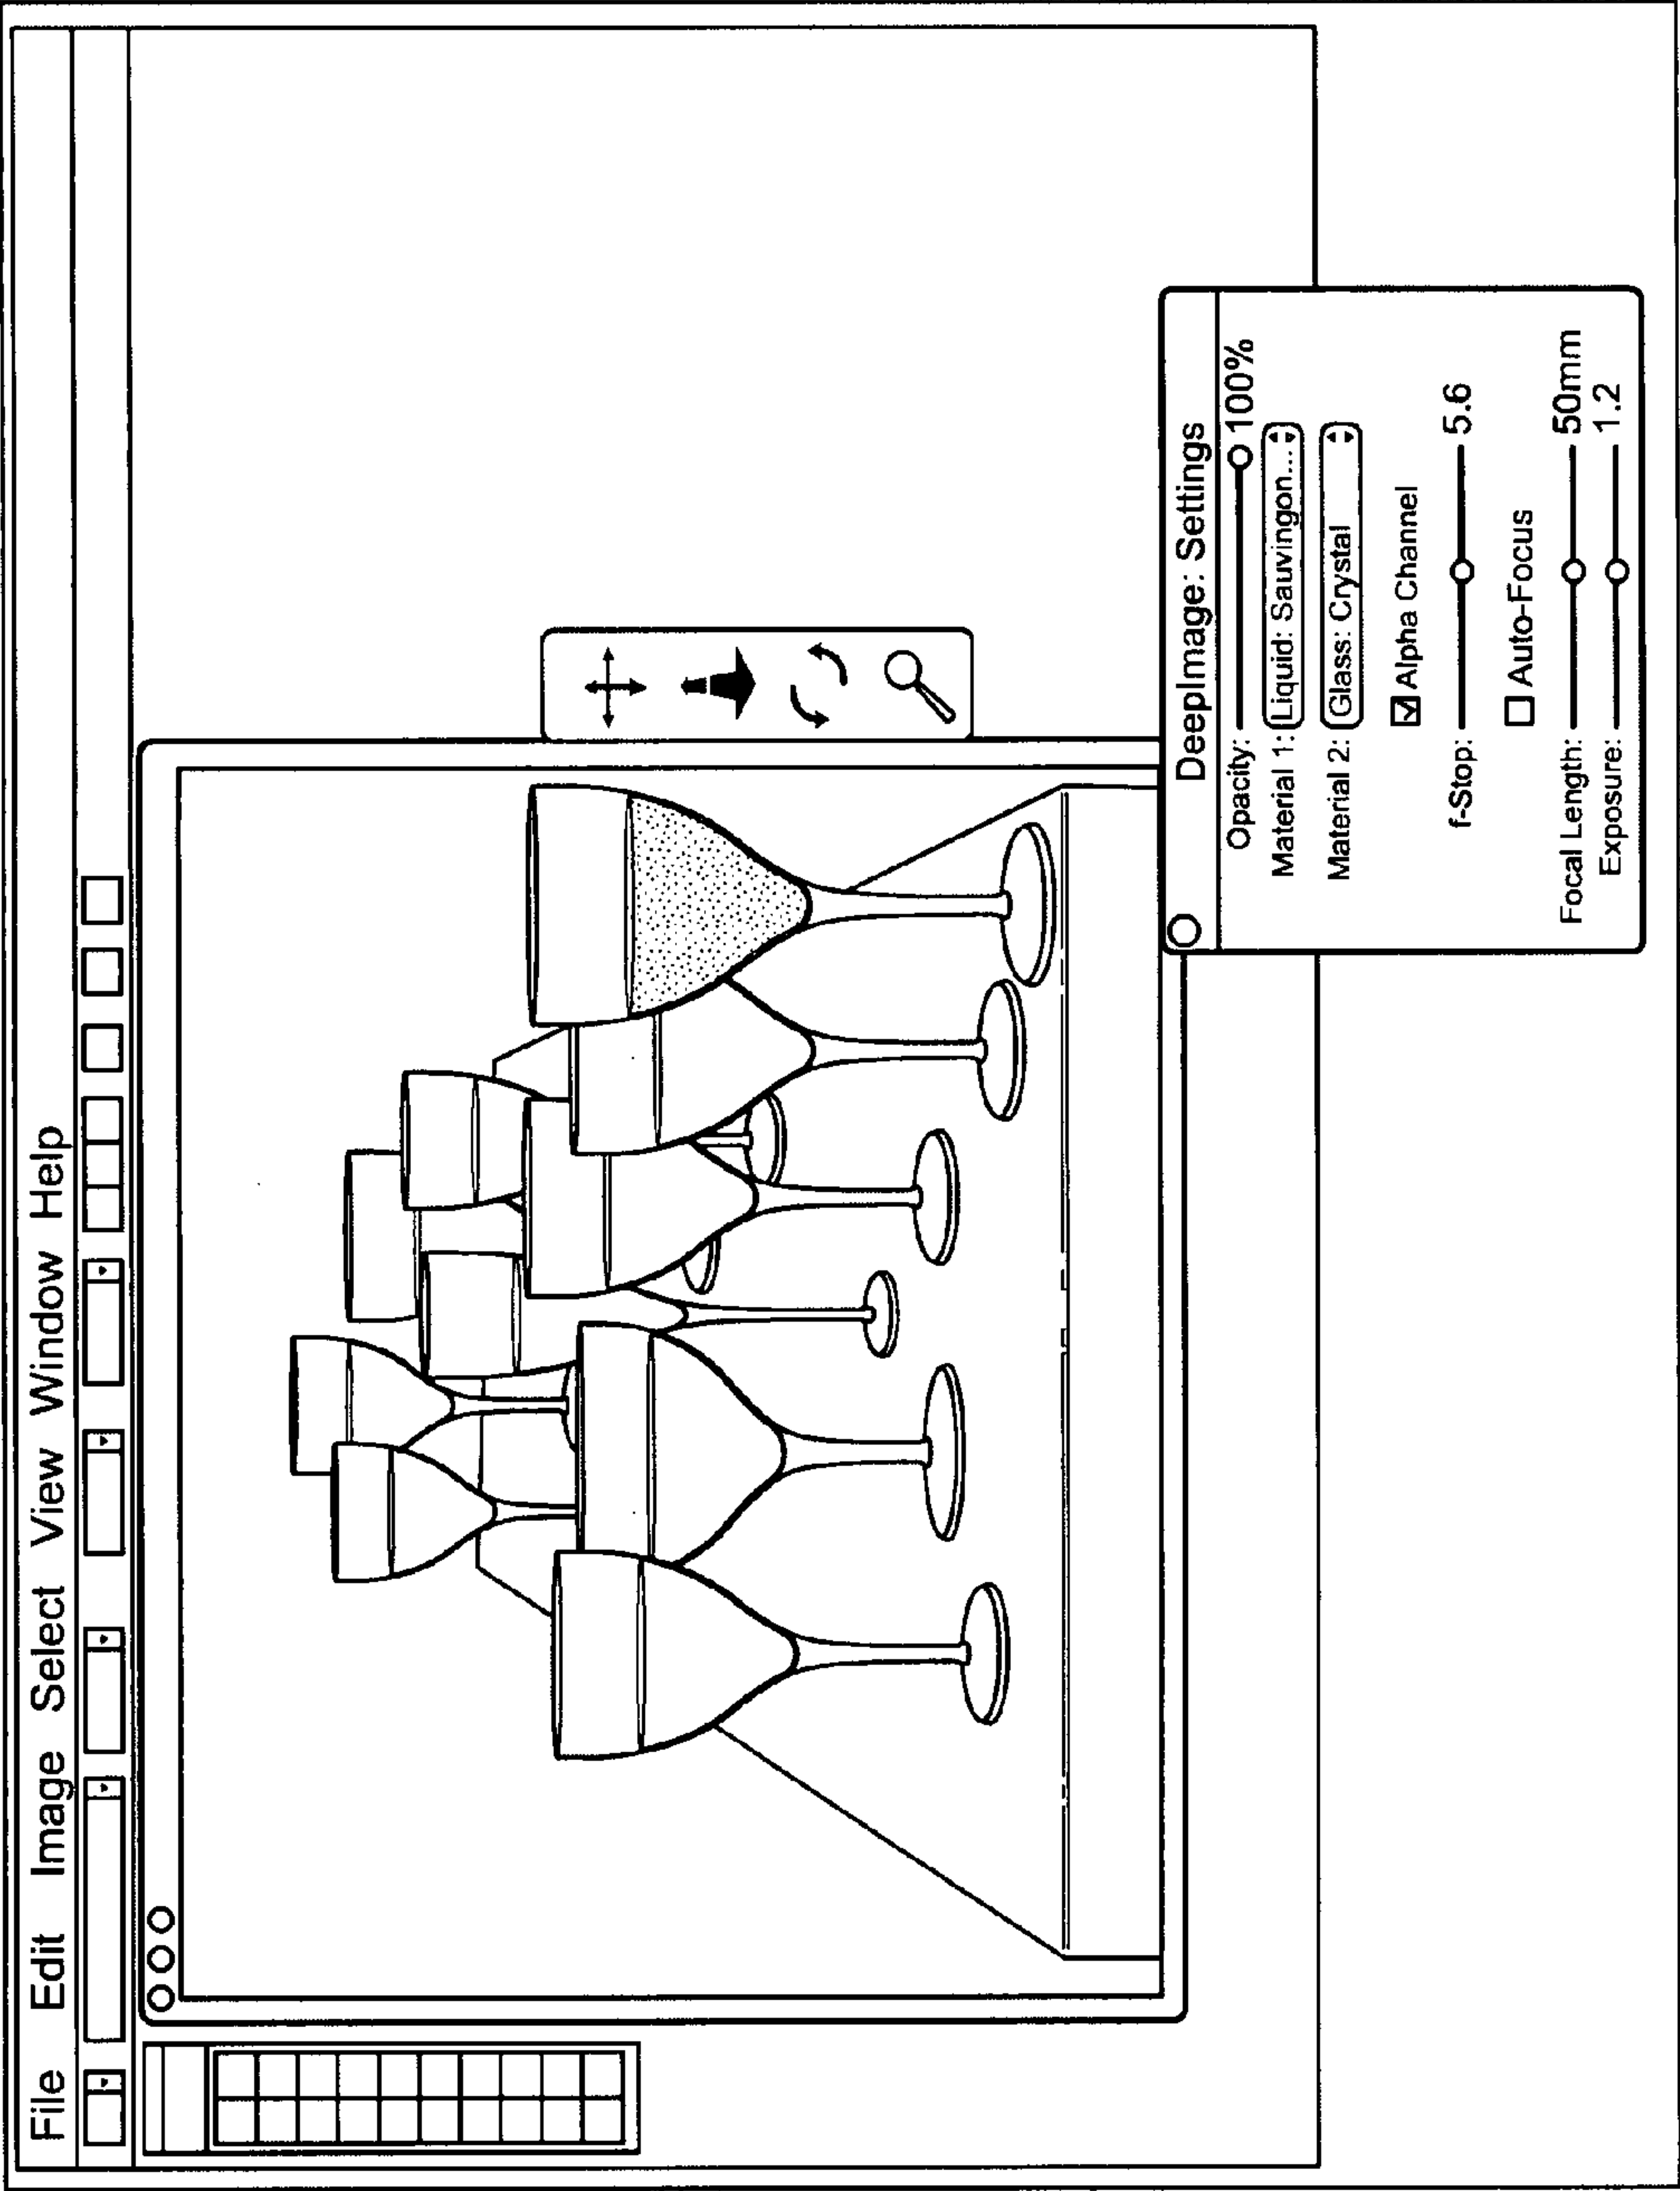 File Edit Image Select View Window Help
DeepImage: Settings
Opacity: 100%
Material 1: Liquid: Sauvingon...
Material 2: Glass: Crystal
Alpha Channel
f-Stop: 5.6
Auto-Focus
Focal Length: 50mm
Exposure: 1.2